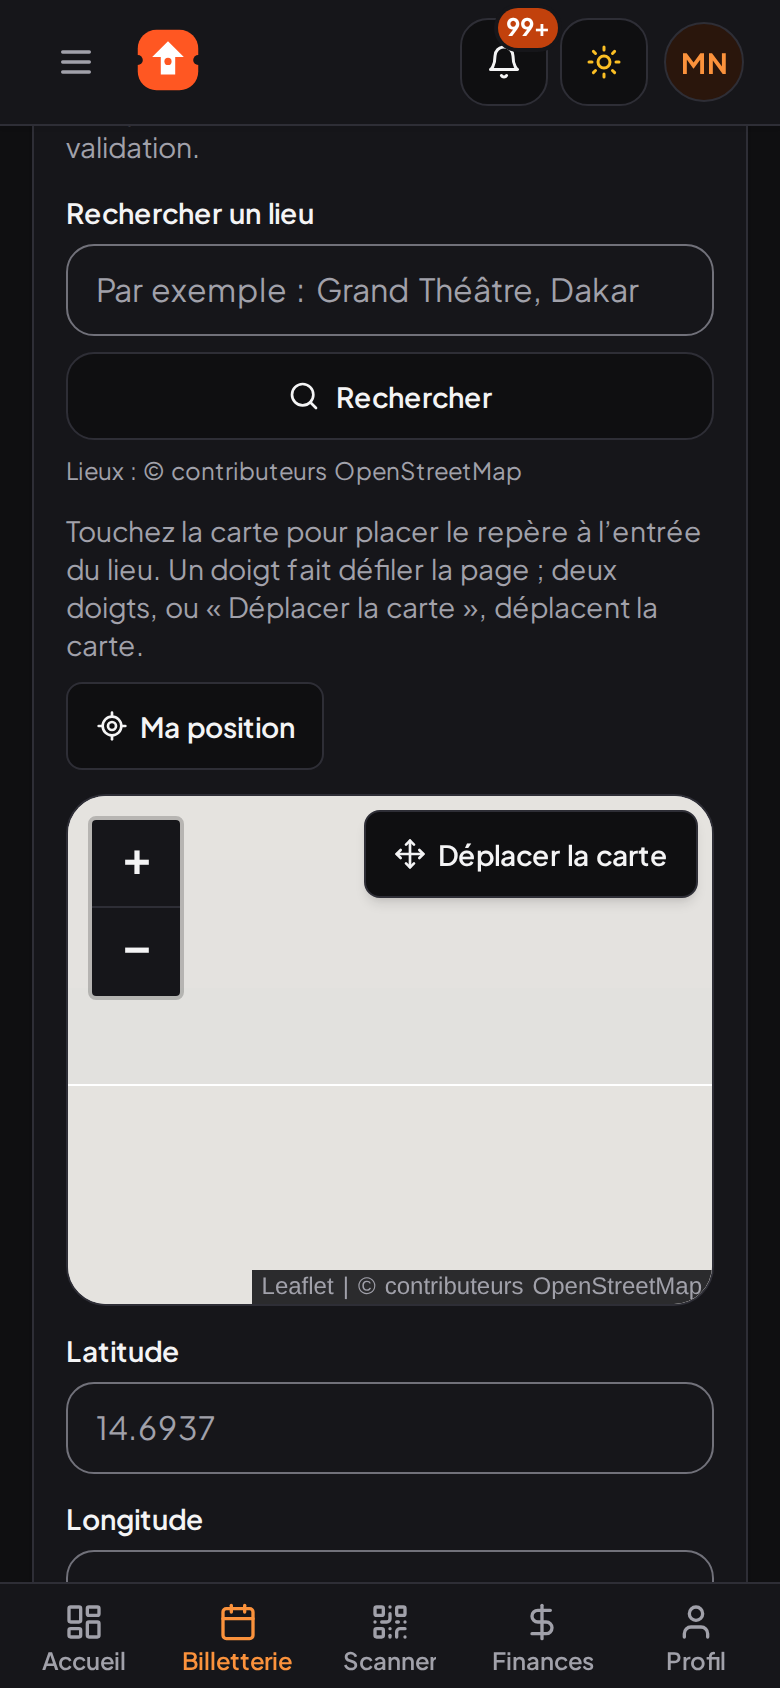 99+
MN
validation.
Rechercher un lieu
Par exemple : Grand Théâtre, Dakar
Rechercher
Lieux : © contributeurs OpenStreetMap
Touchez la carte pour placer le repère à l’entrée
du lieu. Un doigt fait défiler la page ; deux
doigts, ou « Déplacer la carte », déplacent la
carte.
Ma position
+
Déplacer la carte
−
Leaflet | © contributeurs OpenStreetMap
Latitude
14.6937
Longitude
Accueil
Billetterie
Scanner
Finances
Profil